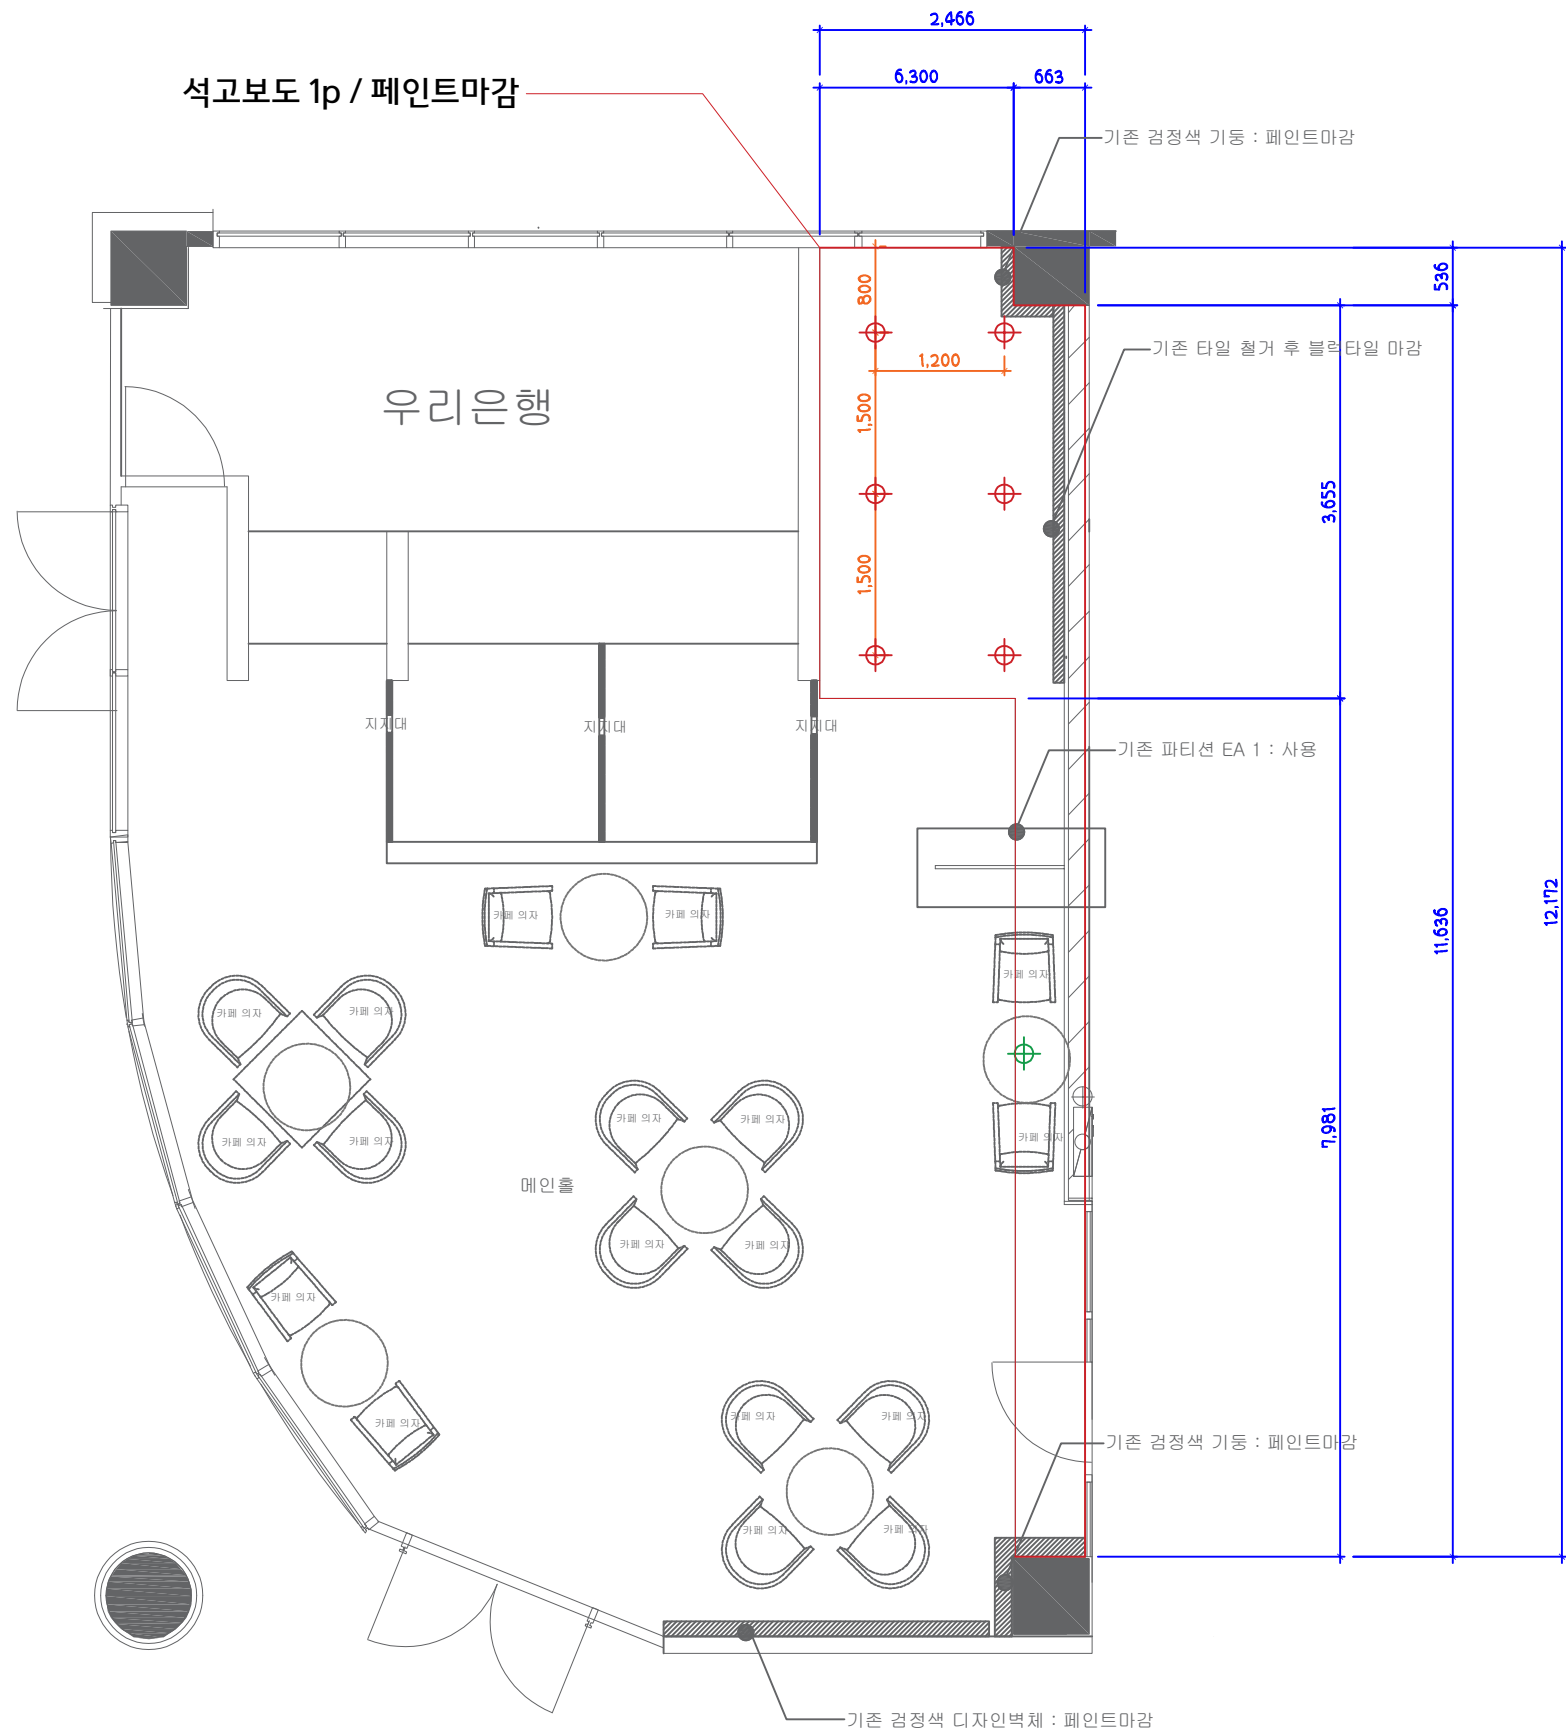 2,466
석고보도 1p / 페인트마감
6,300
663
기존 검정색 기둥 : 페인트마감
536
800
기존 타일 철거 후 블럭타일 마감
1,200
우리은행
1,500
3,655
1,500
지지대
지지대
지지대
기존 파티션 EA 1 : 사용
12,172
11,636
카페 의자
카페 의자
카페 의자
카페 의자
카페 의자
카페 의자
카페 의자
7,981
카페 의자
카페 의자
카페 의자
메인홀
카페 의자
카페 의자
카페 의자
카페 의자
카페 의자
카페 의자
기존 검정색 기둥 : 페인트마감
카페 의자
카페 의자
기존 검정색 디자인벽체 : 페인트마감